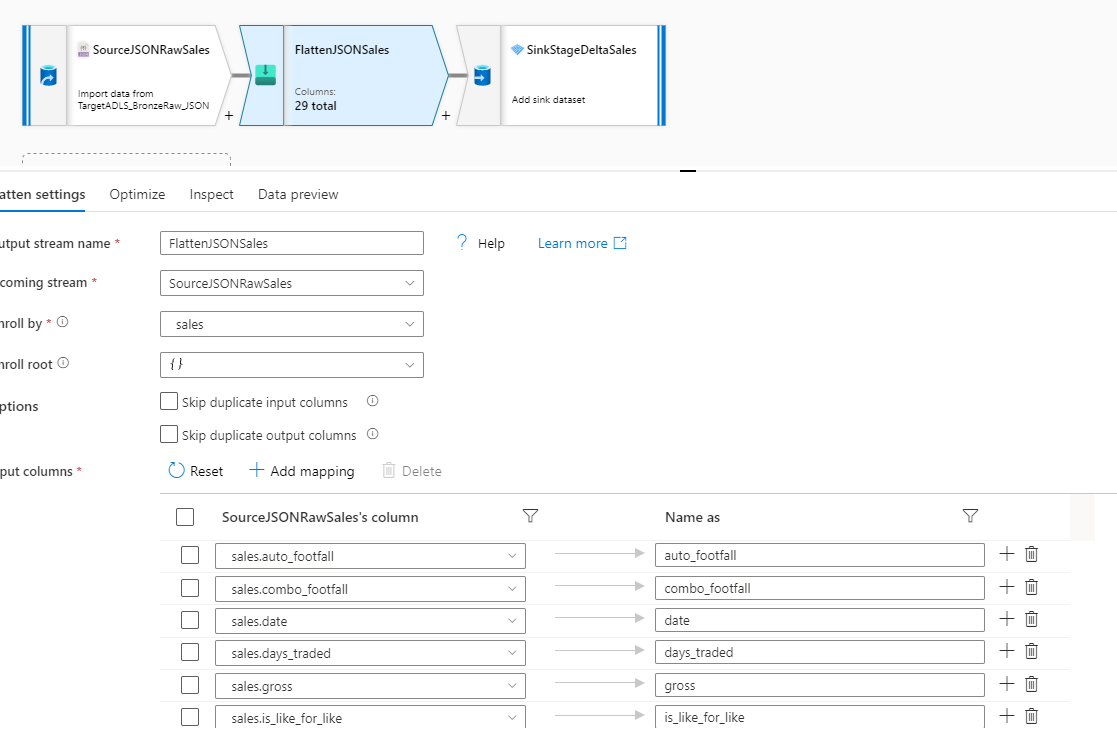 SourceJSONRawSales
Import data from
TargetADLS_BronzeRaw_JSON
+
FlattenJSONSales
Columns:
29 total
+
SinkStageDeltaSales
Add sink dataset
atten settings
Optimize
Inspect
Data preview
utput stream name *
FlattenJSONSales
? Help
Learn more
coming stream *
SourceJSONRawSales
nroll by *
sales
nroll root
{}
ptions
Skip duplicate input columns
Skip duplicate output columns
put columns *
Reset
+ Add mapping
Delete
SourceJSONRawSales's column
Name as
sales.auto_footfall
auto_footfall
sales.combo_footfall
combo_footfall
sales.date
date
sales.days_traded
days_traded
sales.gross
gross
sales.is_like_for_like
is_like_for_like